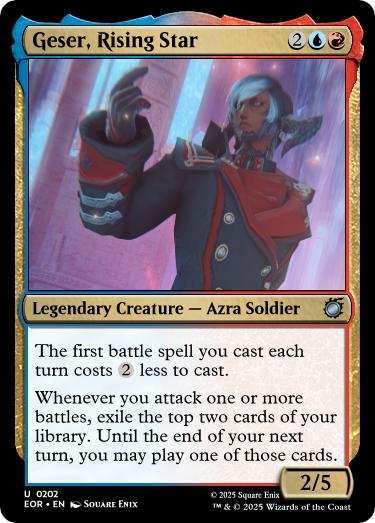 Geser, Rising Star 2
Legendary Creature — Azra Soldier
The first battle spell you cast each
turn costs 2 less to cast.
Whenever you attack one or more
battles, exile the top two cards of your
library. Until the end of your next
turn, you may play one of those cards.
2/5
U 0202
EOR • EN Square Enix
© 2025 Square Enix
™ & © 2025 Wizards of the Coast